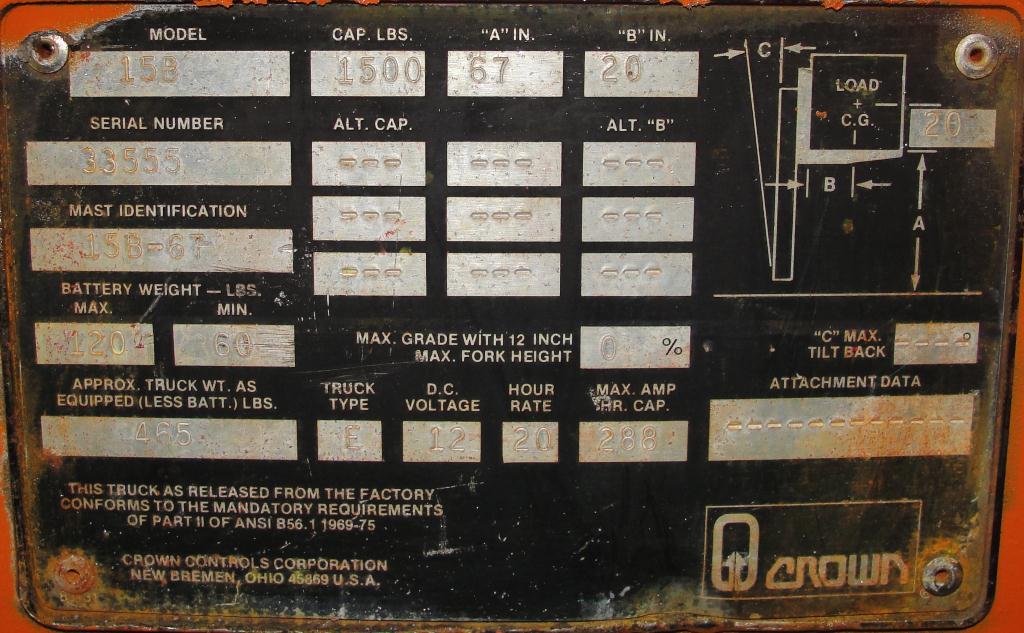 MODEL CAP. LBS. "A" IN. "B" IN.
15B 1500 67 20
C
LOAD
+
C.G.
20
SERIAL NUMBER ALT. CAP. ALT. "B"
33555 --- --- ---
B
A
MAST IDENTIFICATION
--- --- ---
15B-67
--- --- ---
BATTERY WEIGHT — LBS.
MAX. MIN.
120 60
MAX. GRADE WITH 12 INCH
MAX. FORK HEIGHT
0 %
"C" MAX.
TILT BACK
---°
APPROX. TRUCK WT. AS
EQUIPPED (LESS BATT.) LBS.
465
TRUCK
TYPE
E
D.C.
VOLTAGE
12
HOUR
RATE
20
MAX. AMP
HR. CAP.
288
ATTACHMENT DATA
------------
THIS TRUCK AS RELEASED FROM THE FACTORY
CONFORMS TO THE MANDATORY REQUIREMENTS
OF PART II OF ANSI B56.1 1969-75
CROWN CONTROLS CORPORATION
NEW BREMEN, OHIO 45869 U.S.A.
CROWN